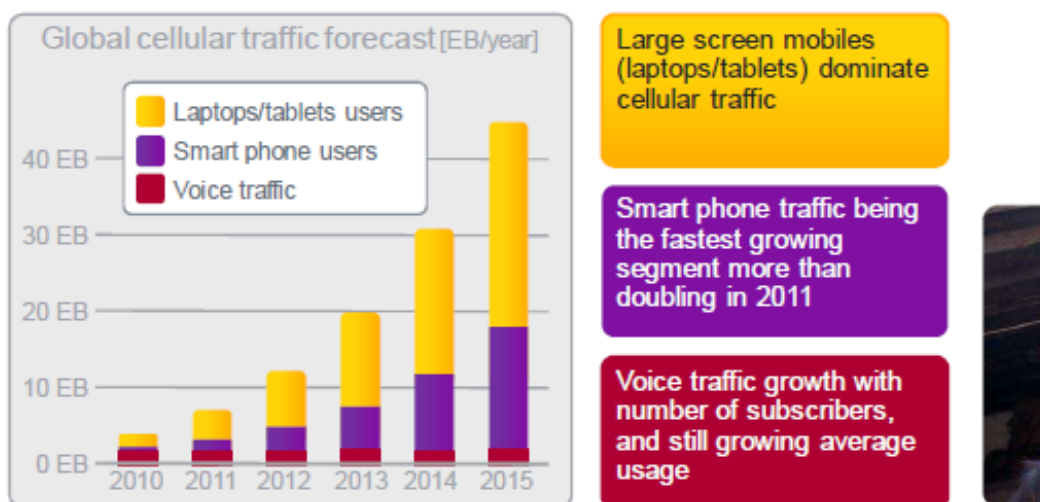 Global cellular traffic forecast [EB/year]
Laptops/tablets users
Smart phone users
Voice traffic
40 EB
30 EB
20 EB
10 EB
0 EB
2010 2011 2012 2013 2014 2015
Large screen mobiles
(laptops/tablets) dominate
cellular traffic
Smart phone traffic being
the fastest growing
segment more than
doubling in 2011
Voice traffic growth with
number of subscribers,
and still growing average
usage